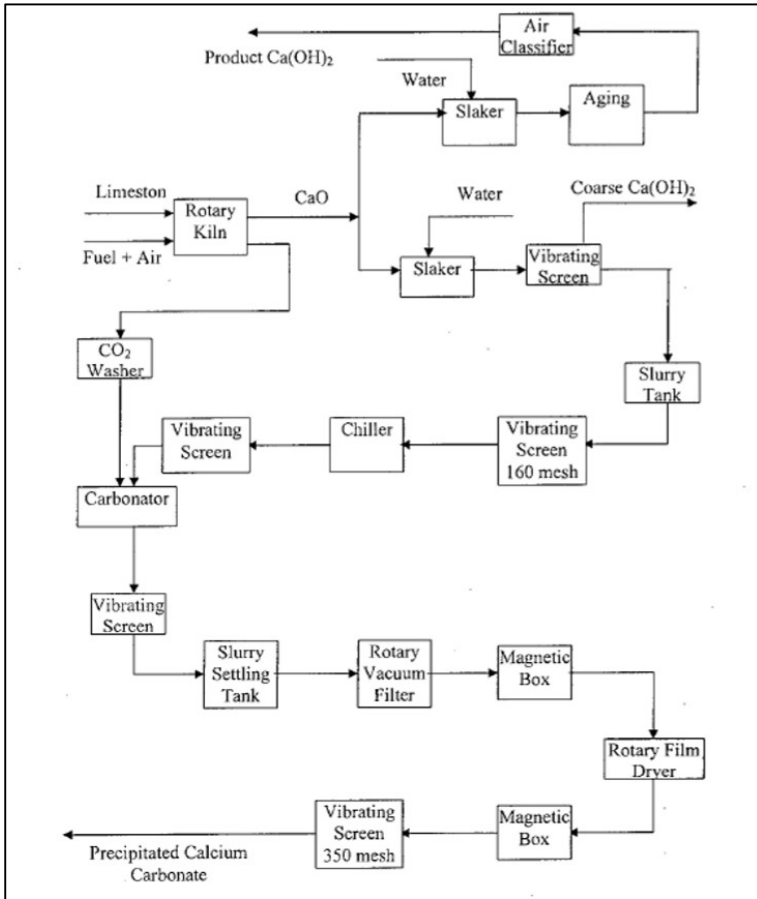 Air
Classifier
Product Ca(OH)2
Water
Slaker
Aging
Limeston
CaO
Water
Coarse Ca(OH)2
Rotary
Kiln
Fuel + Air
Slaker
Vibrating
Screen
CO2
Washer
Slurry
Tank
Vibrating
Screen
Chiller
Vibrating
Screen
160 mesh
Carbonator
Vibrating
Screen
Slurry
Settling
Tank
Rotary
Vacuum
Filter
Magnetic
Box
Rotary Film
Dryer
Vibrating
Screen
350 mesh
Magnetic
Box
Precipitated Calcium
Carbonate